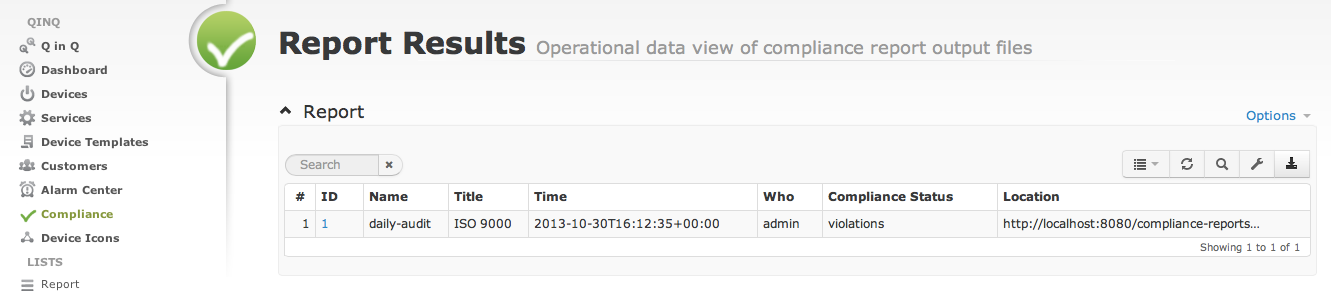 QINQ
Q in Q
Dashboard
Devices
Services
Device Templates
Customers
Alarm Center
Compliance
Device Icons
LISTS
Report
Report Results Operational data view of compliance report output files
Report
Options
Search
# ID Name Title Time Who Compliance Status Location
1 1 daily-audit ISO 9000 2013-10-30T16:12:35+00:00 admin violations http://localhost:8080/compliance-reports...
Showing 1 to 1 of 1